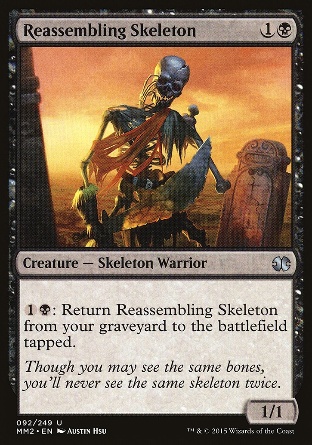 Reassembling Skeleton 1
Creature — Skeleton Warrior
1 : Return Reassembling Skeleton
from your graveyard to the battlefield
tapped.
Though you may see the same bones,
you'll never see the same skeleton twice.
1/1
092/249 U
MM2 • EN Austin Hsu
™ & © 2015 Wizards of the Coast